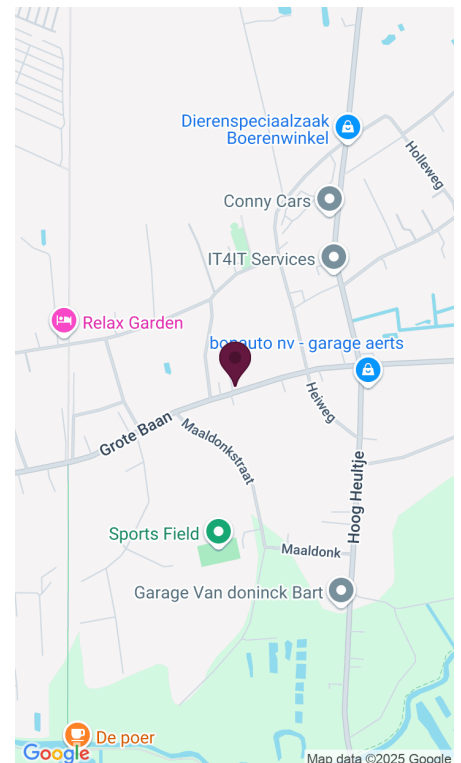 Dierenspeciaalzaak
Boerenwinkel
Holleweg
Conny Cars
IT4IT Services
Relax Garden
bonauto nv - garage aerts
Heiweg
Grote Baan
Maaldonkstraat
Hoog Heultje
Sports Field
Maaldonk
Garage Van doninck Bart
De poer
Google
Map data ©2025 Google